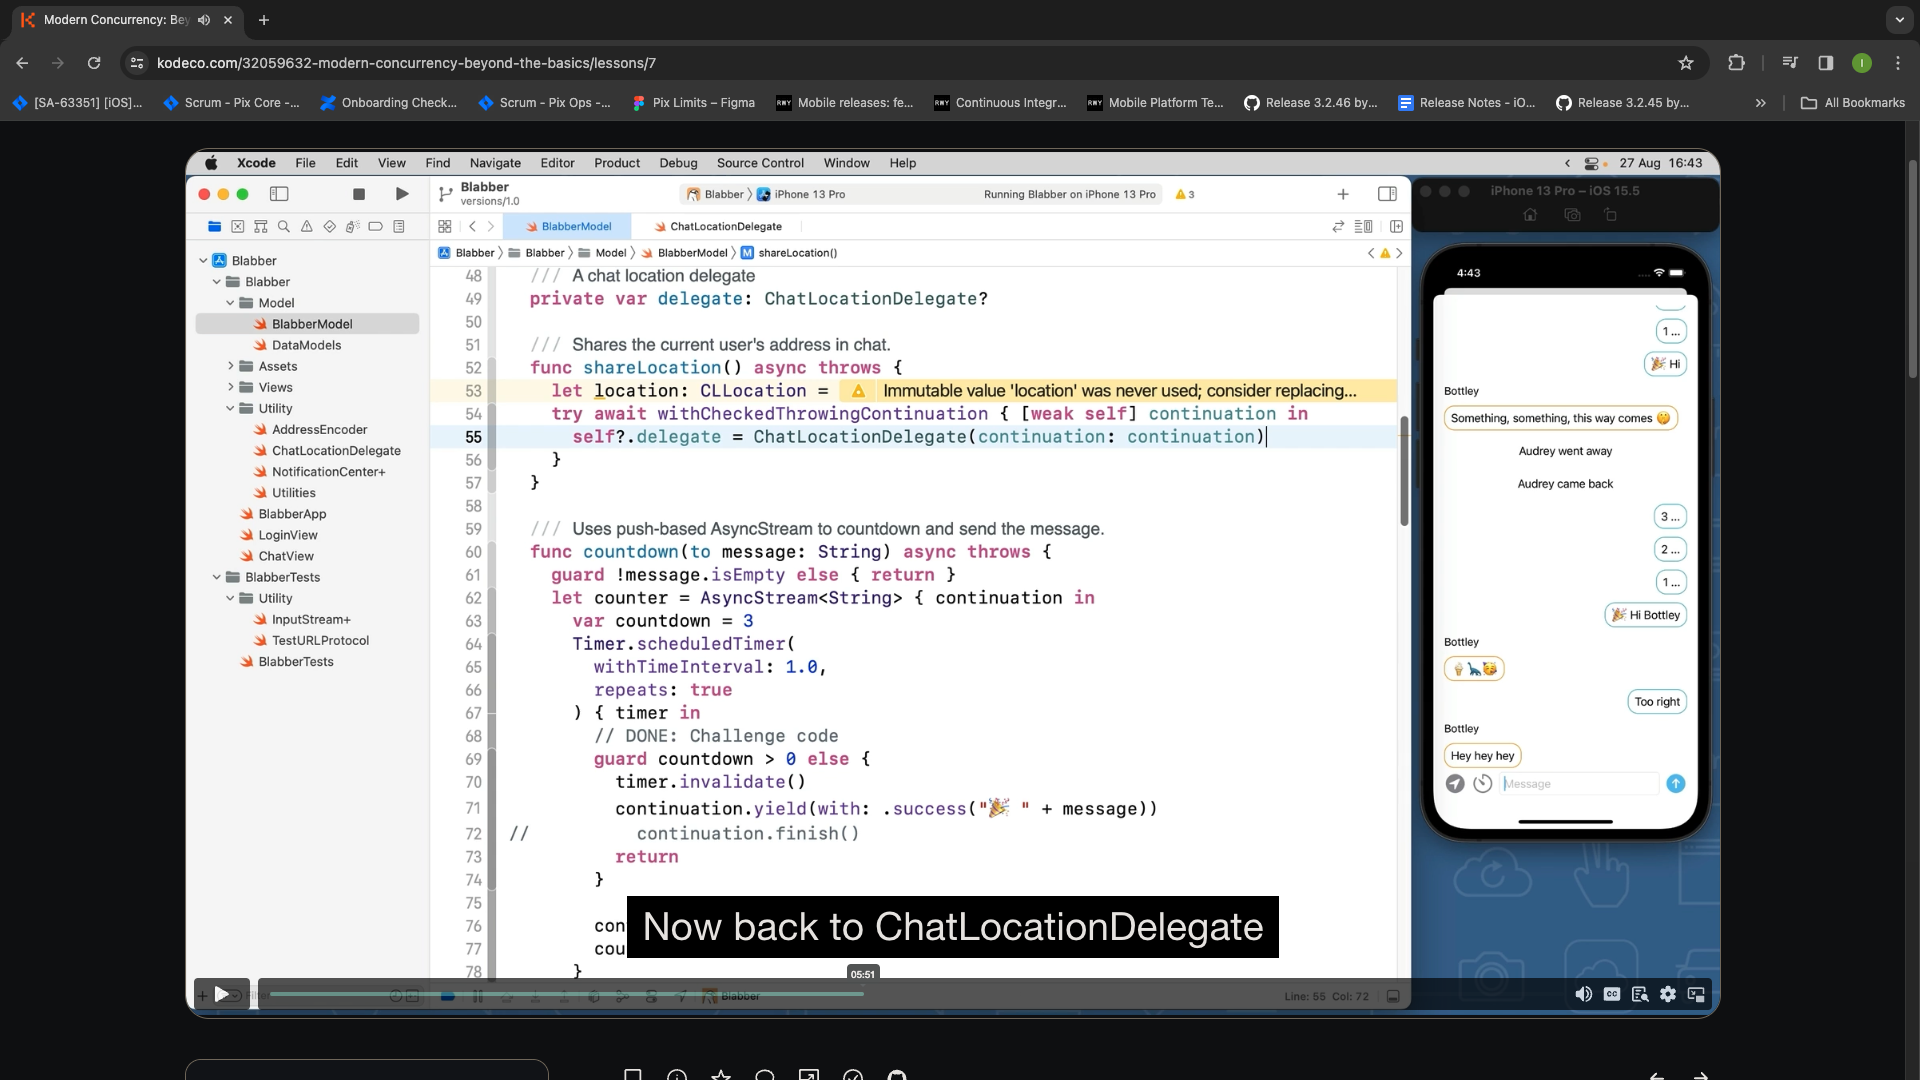 Modern Concurrency: Bey
kodeco.com/32059632-modern-concurrency-beyond-the-basics/lessons/7
I
[SA-63351] [iOS]...
Scrum - Pix Core -...
Onboarding Check...
Scrum - Pix Ops -...
Pix Limits – Figma
RWY Mobile releases: fe...
RWY Continuous Integr...
RWY Mobile Platform Te...
Release 3.2.46 by...
Release Notes - iO...
Release 3.2.45 by...
All Bookmarks
Xcode File Edit View Find Navigate Editor Product Debug Source Control Window Help
27 Aug 16:43
Blabber
versions/1.0
Blabber
iPhone 13 Pro
Running Blabber on iPhone 13 Pro
3
BlabberModel
ChatLocationDelegate
Blabber
Blabber
Model
BlabberModel
M shareLocation()
Blabber
Blabber
Model
BlabberModel
DataModels
Assets
Views
Utility
AddressEncoder
ChatLocationDelegate
NotificationCenter+
Utilities
BlabberApp
LoginView
ChatView
BlabberTests
Utility
InputStream+
TestURLProtocol
BlabberTests
48 /// A chat location delegate
49 private var delegate: ChatLocationDelegate?
50
51 /// Shares the current user's address in chat.
52 func shareLocation() async throws {
53 let location: CLLocation = Immutable value 'location' was never used; consider replacing...
54 try await withCheckedThrowingContinuation { [weak self] continuation in
55 self?.delegate = ChatLocationDelegate(continuation: continuation)
56 }
57 }
58
59 /// Uses push-based AsyncStream to countdown and send the message.
60 func countdown(to message: String) async throws {
61 guard !message.isEmpty else { return }
62 let counter = AsyncStream<String> { continuation in
63 var countdown = 3
64 Timer.scheduledTimer(
65 withTimeInterval: 1.0,
66 repeats: true
67 ) { timer in
68 // DONE: Challenge code
69 guard countdown > 0 else {
70 timer.invalidate()
71 continuation.yield(with: .success("🎉 " + message))
72 // continuation.finish()
73 return
74 }
75
76 con
77 cou
78 }
Now back to ChatLocationDelegate
05:51
Blabber
Line: 55 Col: 72
CC
iPhone 13 Pro – iOS 15.5
4:43
1 ...
🎉 Hi
Bottley
Something, something, this way comes
Audrey went away
Audrey came back
3 ...
2 ...
1 ...
🎉 Hi Bottley
Bottley
🍦🦕🥳
Too right
Bottley
Hey hey hey
Message